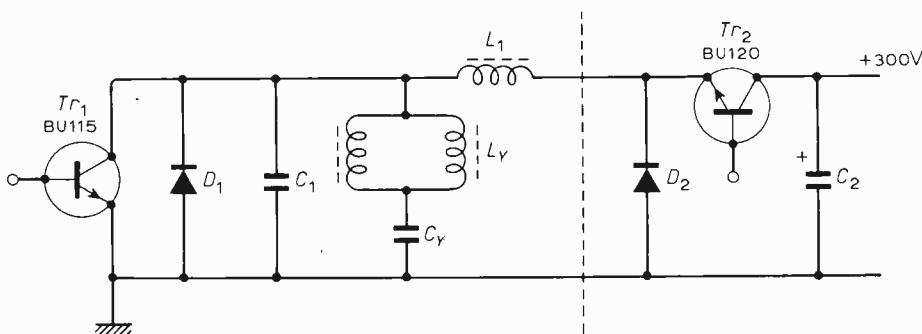 Tr1
BU115
D1
C1
LY
CY
L1
D2
Tr2
BU120
+300V
+
C2